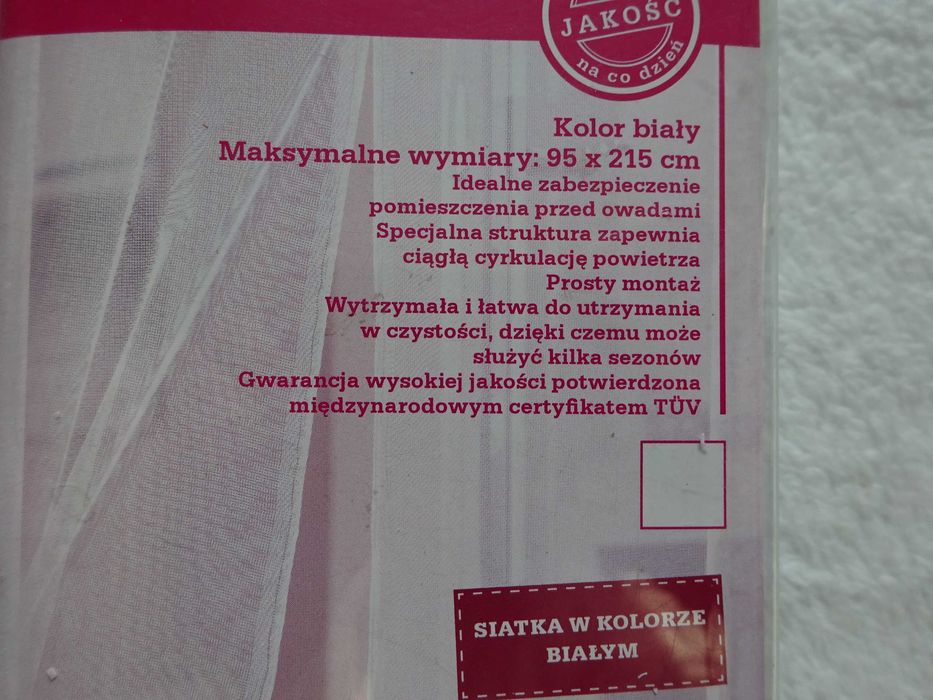 JAKOŚĆ
na co dzień
Kolor biały
Maksymalne wymiary: 95 x 215 cm
Idealne zabezpieczenie
pomieszczenia przed owadami
Specjalna struktura zapewnia
ciągłą cyrkulację powietrza
Prosty montaż
Wytrzymała i łatwa do utrzymania
w czystości, dzięki czemu może
służyć kilka sezonów
Gwarancja wysokiej jakości potwierdzona
międzynarodowym certyfikatem TÜV
SIATKA W KOLORZE
BIAŁYM